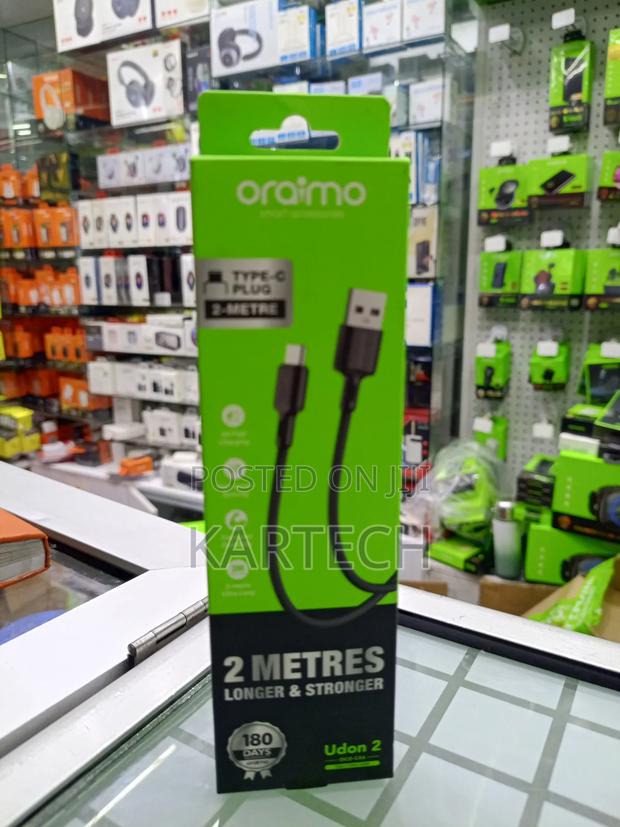 oraimo
smart accessories
TYPE-C
PLUG
2-METRE
POSTED ON JIJI
KARTECH
2 METRES
LONGER & STRONGER
180
DAYS
oraimo
Udon 2